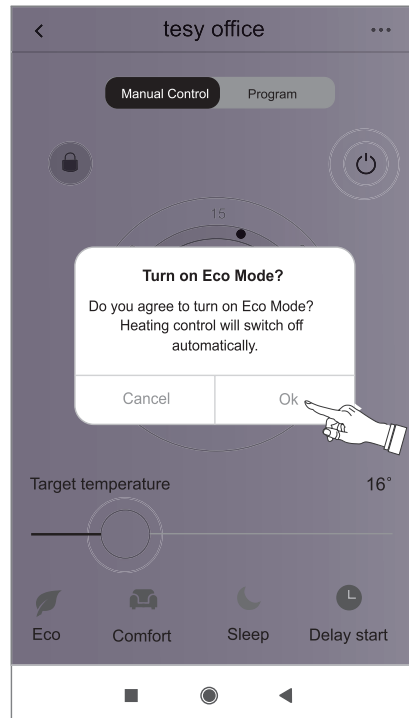 tesy office
Manual Control Program
15
Turn on Eco Mode?
Do you agree to turn on Eco Mode?
Heating control will switch off
automatically.
Cancel Ok
Target temperature 16°
Eco Comfort Sleep Delay start